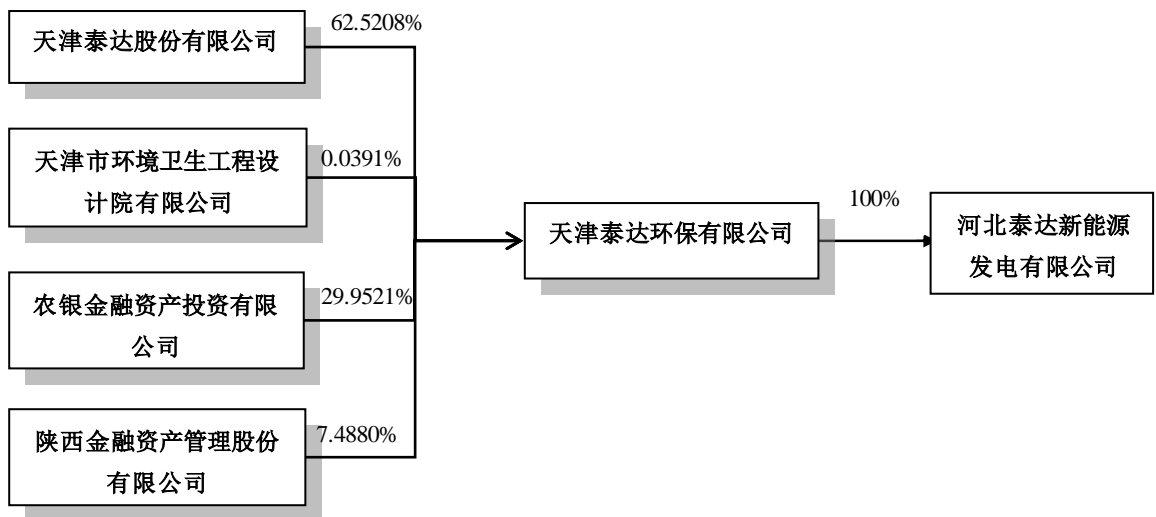 天津泰达股份有限公司
62.5208%
天津市环境卫生工程设
计院有限公司
0.0391%
农银金融资产投资有限
公司
29.9521%
陕西金融资产管理股份
有限公司
7.4880%
天津泰达环保有限公司
100%
河北泰达新能源
发电有限公司